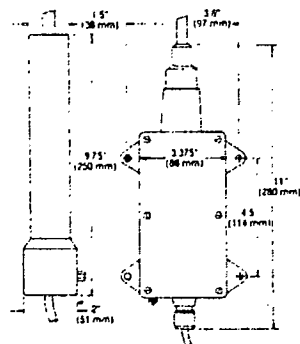 1.5"
(38 mm)
3.8"
(97 mm)
9.75"
(250 mm)
3.375"
(86 mm)
11"
(280 mm)
4.5
(114 mm)
2"
(51 mm)